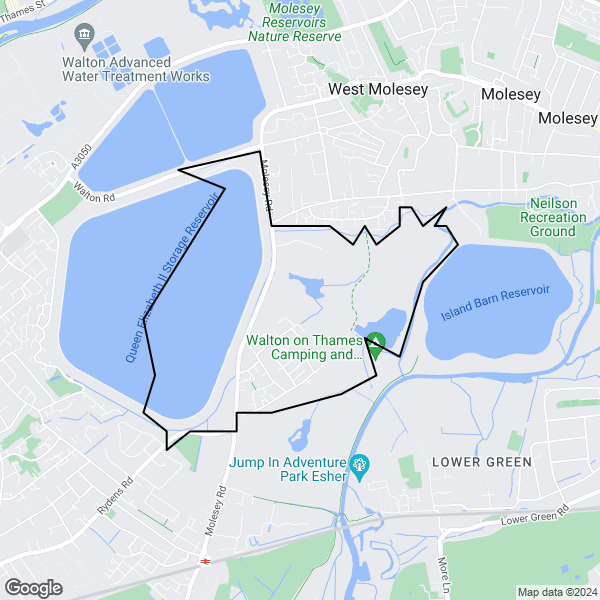 Thames St
Molesey
Reservoirs
Nature Reserve
Walton Advanced
Water Treatment Works
West Molesey
Molesey
Molesey
A3050
Walton Rd
Molesey Rd
Neilson
Recreation
Ground
Queen Elizabeth II Storage Reservoir
Island Barn Reservoir
Walton on Thames
Camping and...
Jump In Adventure
Park Esher
LOWER GREEN
Rydens Rd
Molesey Rd
Lower Green Rd
More Ln
Google
Map data ©2024